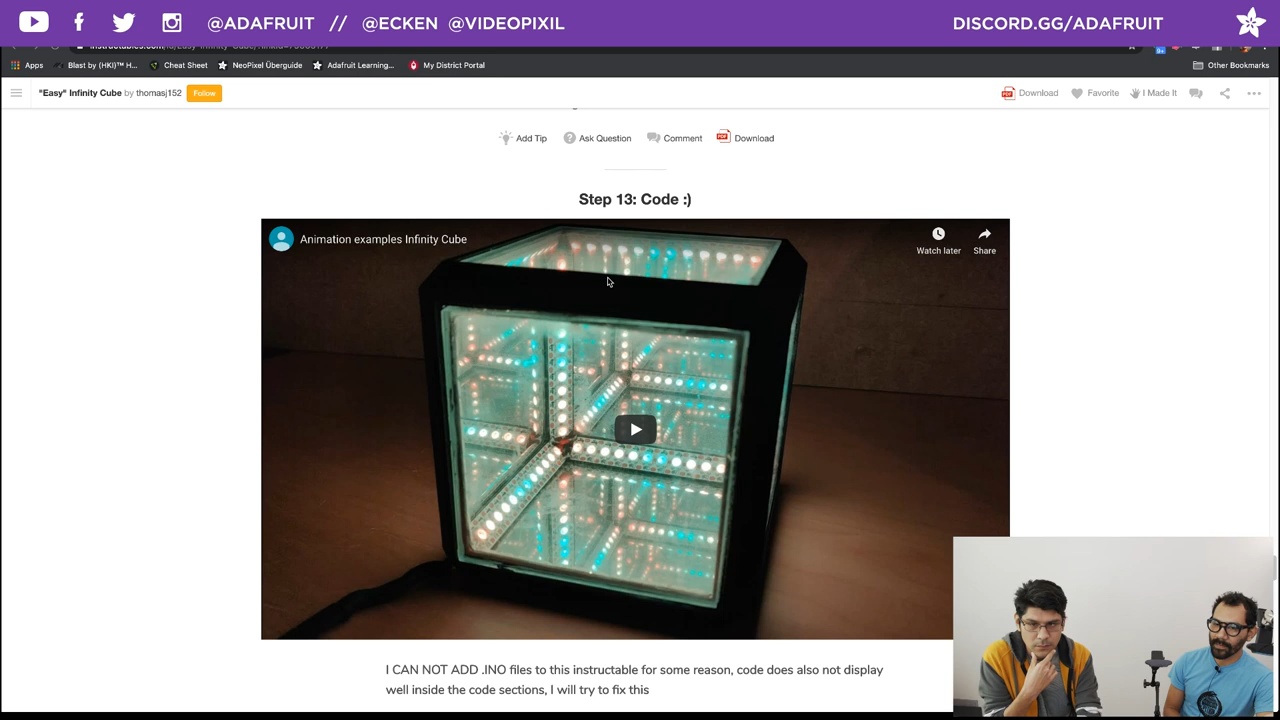 @ADAFRUIT // @ECKEN @VIDEOPIXIL
DISCORD.GG/ADAFRUIT
Apps
Blast by (HKI)™ H...
Cheat Sheet
NeoPixel Überguide
Adafruit Learning...
My District Portal
Other Bookmarks
"Easy" Infinity Cube by thomasj152 Follow
Download
Favorite
I Made It
Add Tip
Ask Question
Comment
Download
Step 13: Code :)
Animation examples Infinity Cube
Watch later
Share
I CAN NOT ADD .INO files to this instructable for some reason, code does also not display
well inside the code sections, I will try to fix this